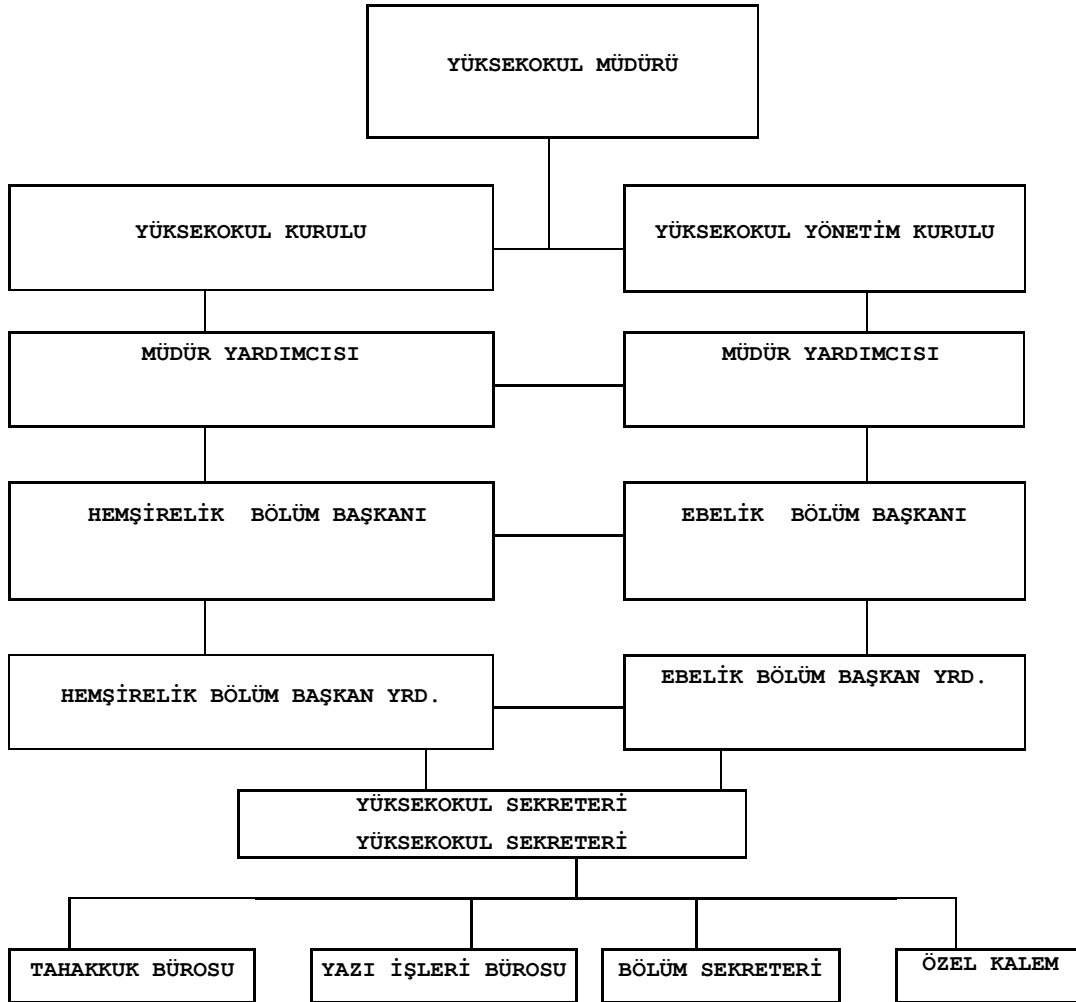 YÜKSEKOKUL MÜDÜRÜ
YÜKSEKOKUL KURULU
YÜKSEKOKUL YÖNETİM KURULU
MÜDÜR YARDIMCISI
MÜDÜR YARDIMCISI
HEMŞİRELİK BÖLÜM BAŞKANI
EBELİK BÖLÜM BAŞKANI
HEMŞİRELİK BÖLÜM BAŞKAN YRD.
EBELİK BÖLÜM BAŞKAN YRD.
YÜKSEKOKUL SEKRETERİ
YÜKSEKOKUL SEKRETERİ
TAHAKKUK BÜROSU
YAZI İŞLERİ BÜROSU
BÖLÜM SEKRETERİ
ÖZEL KALEM